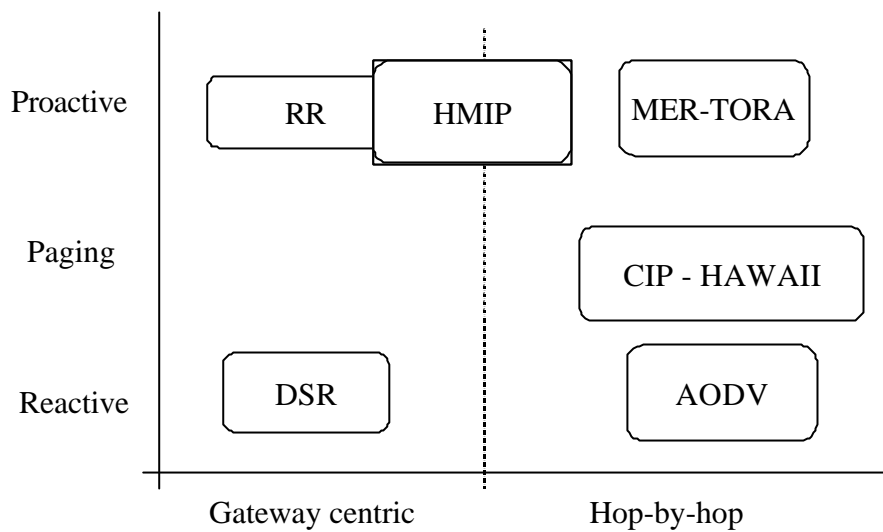 Proactive
RR
HMIP
MER-TORA
Paging
CIP - HAWAII
Reactive
DSR
AODV
Gateway centric
Hop-by-hop